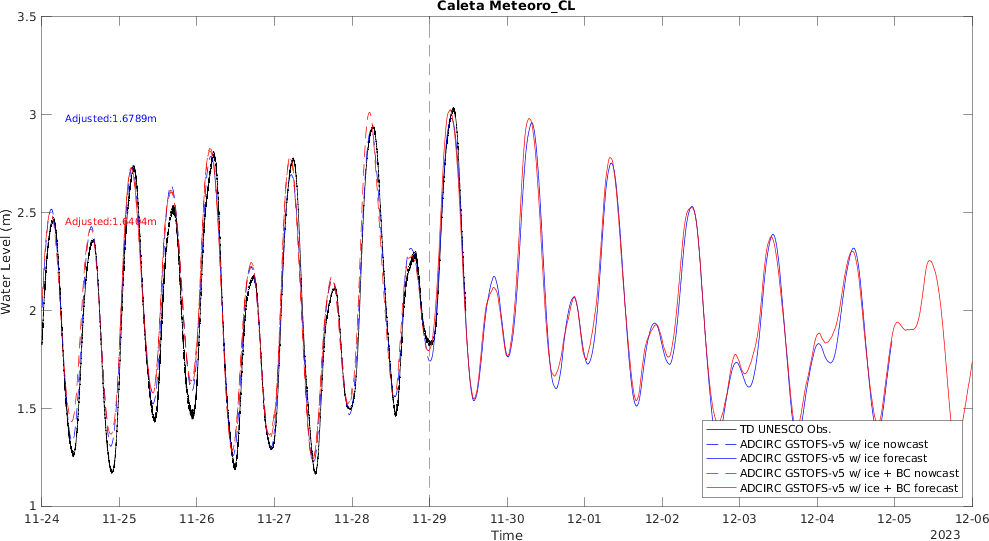 Caleta Meteoro_CL
3.5
3
2.5
2
1.5
1
Water Level (m)
Adjusted:1.6789m
Adjusted:1.6464m
TD UNESCO Obs.
ADCIRC GSTOFS-v5 w/ ice nowcast
ADCIRC GSTOFS-v5 w/ ice forecast
ADCIRC GSTOFS-v5 w/ ice + BC nowcast
ADCIRC GSTOFS-v5 w/ ice + BC forecast
11-24 11-25 11-26 11-27 11-28 11-29 11-30 12-01 12-02 12-03 12-04 12-05 12-06
Time
2023